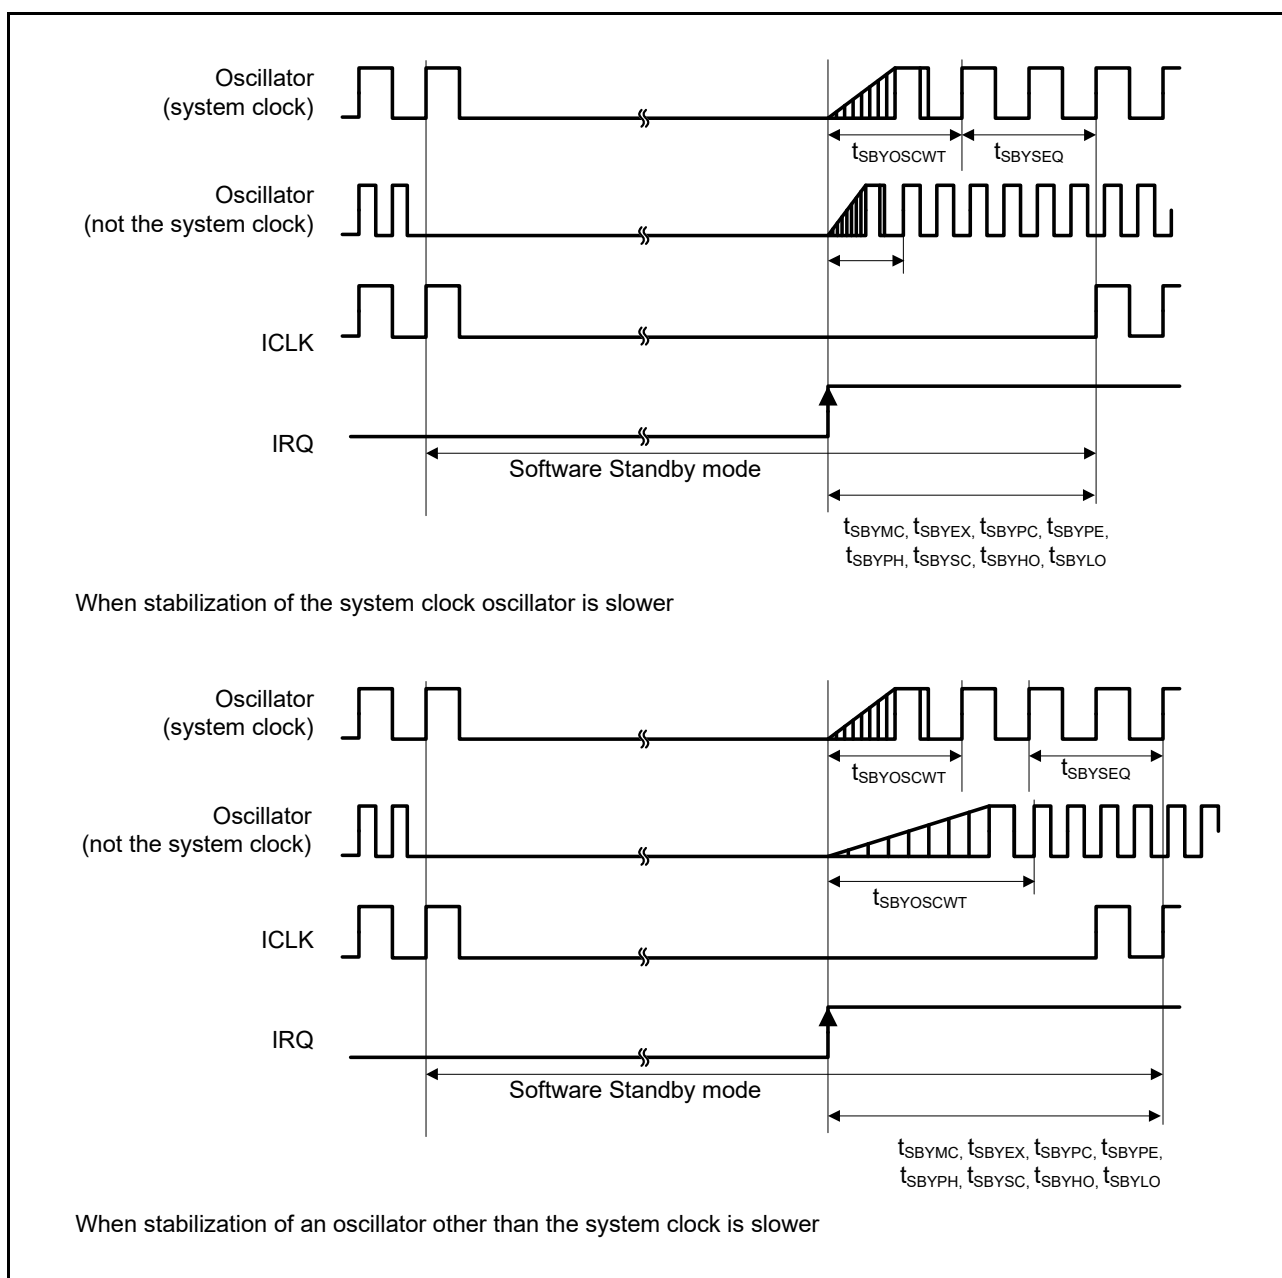 Oscillator
(system clock)
tSBYOSCWT
tSBYSEQ
Oscillator
(not the system clock)
ICLK
IRQ
Software Standby mode
tSBYMC, tSBYEX, tSBYPC, tSBYPE,
tSBYPH, tSBYSC, tSBYHO, tSBYLO
When stabilization of the system clock oscillator is slower
Oscillator
(system clock)
tSBYOSCWT
tSBYSEQ
Oscillator
(not the system clock)
tSBYOSCWT
ICLK
IRQ
Software Standby mode
tSBYMC, tSBYEX, tSBYPC, tSBYPE,
tSBYPH, tSBYSC, tSBYHO, tSBYLO
When stabilization of an oscillator other than the system clock is slower